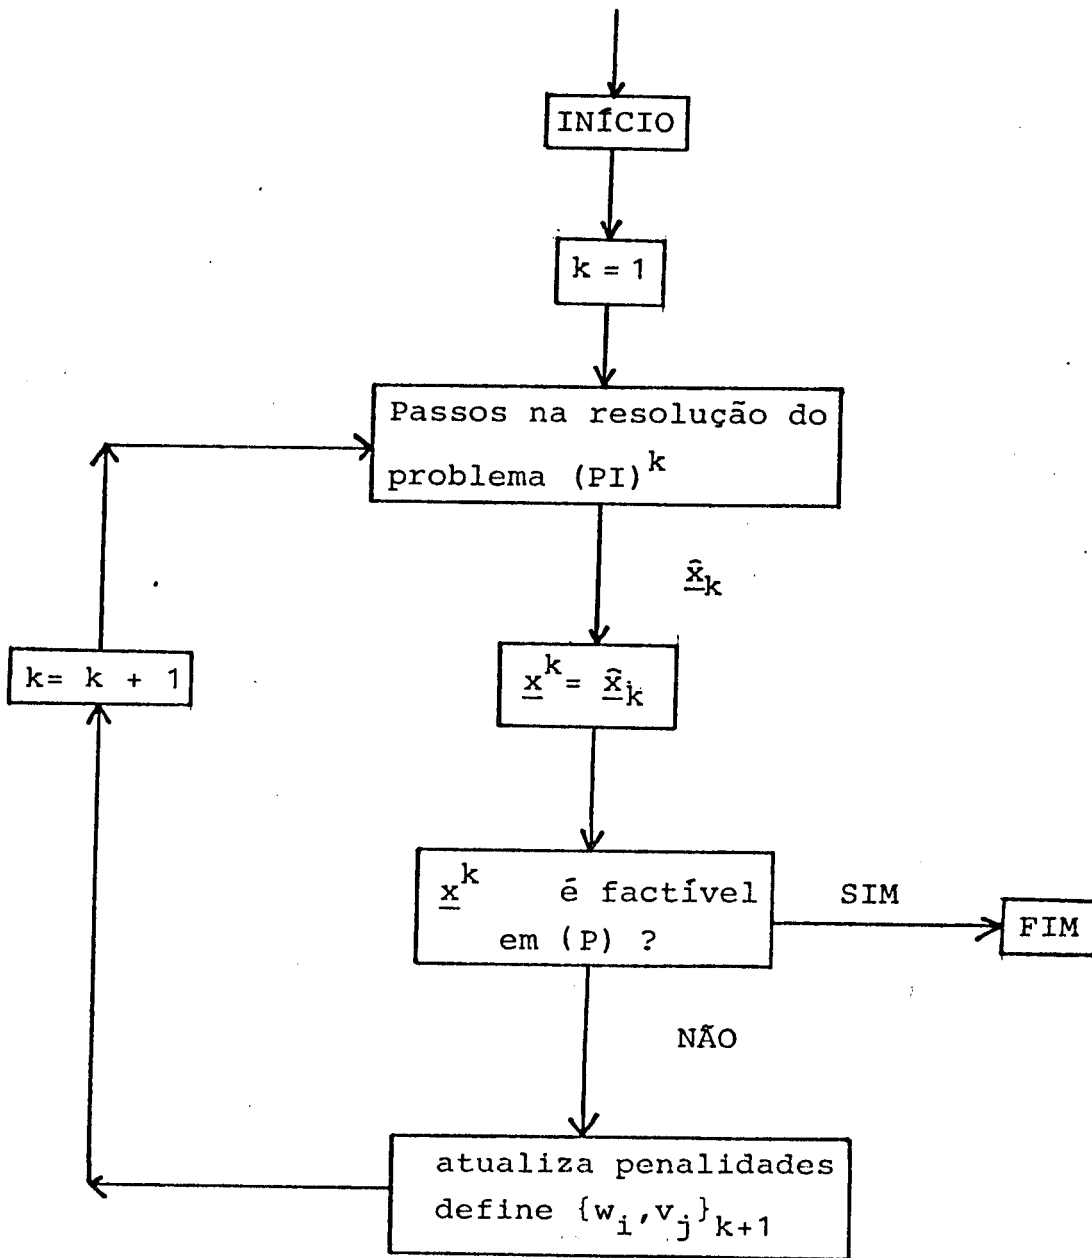 INÍCIO
k = 1
Passos na resolução do
problema (PI)^k
x̂_k
x^k = x̂_k
x^k é factível
em (P) ?
SIM
FIM
NÃO
k= k + 1
atualiza penalidades
define {w_i,v_j}_{k+1}